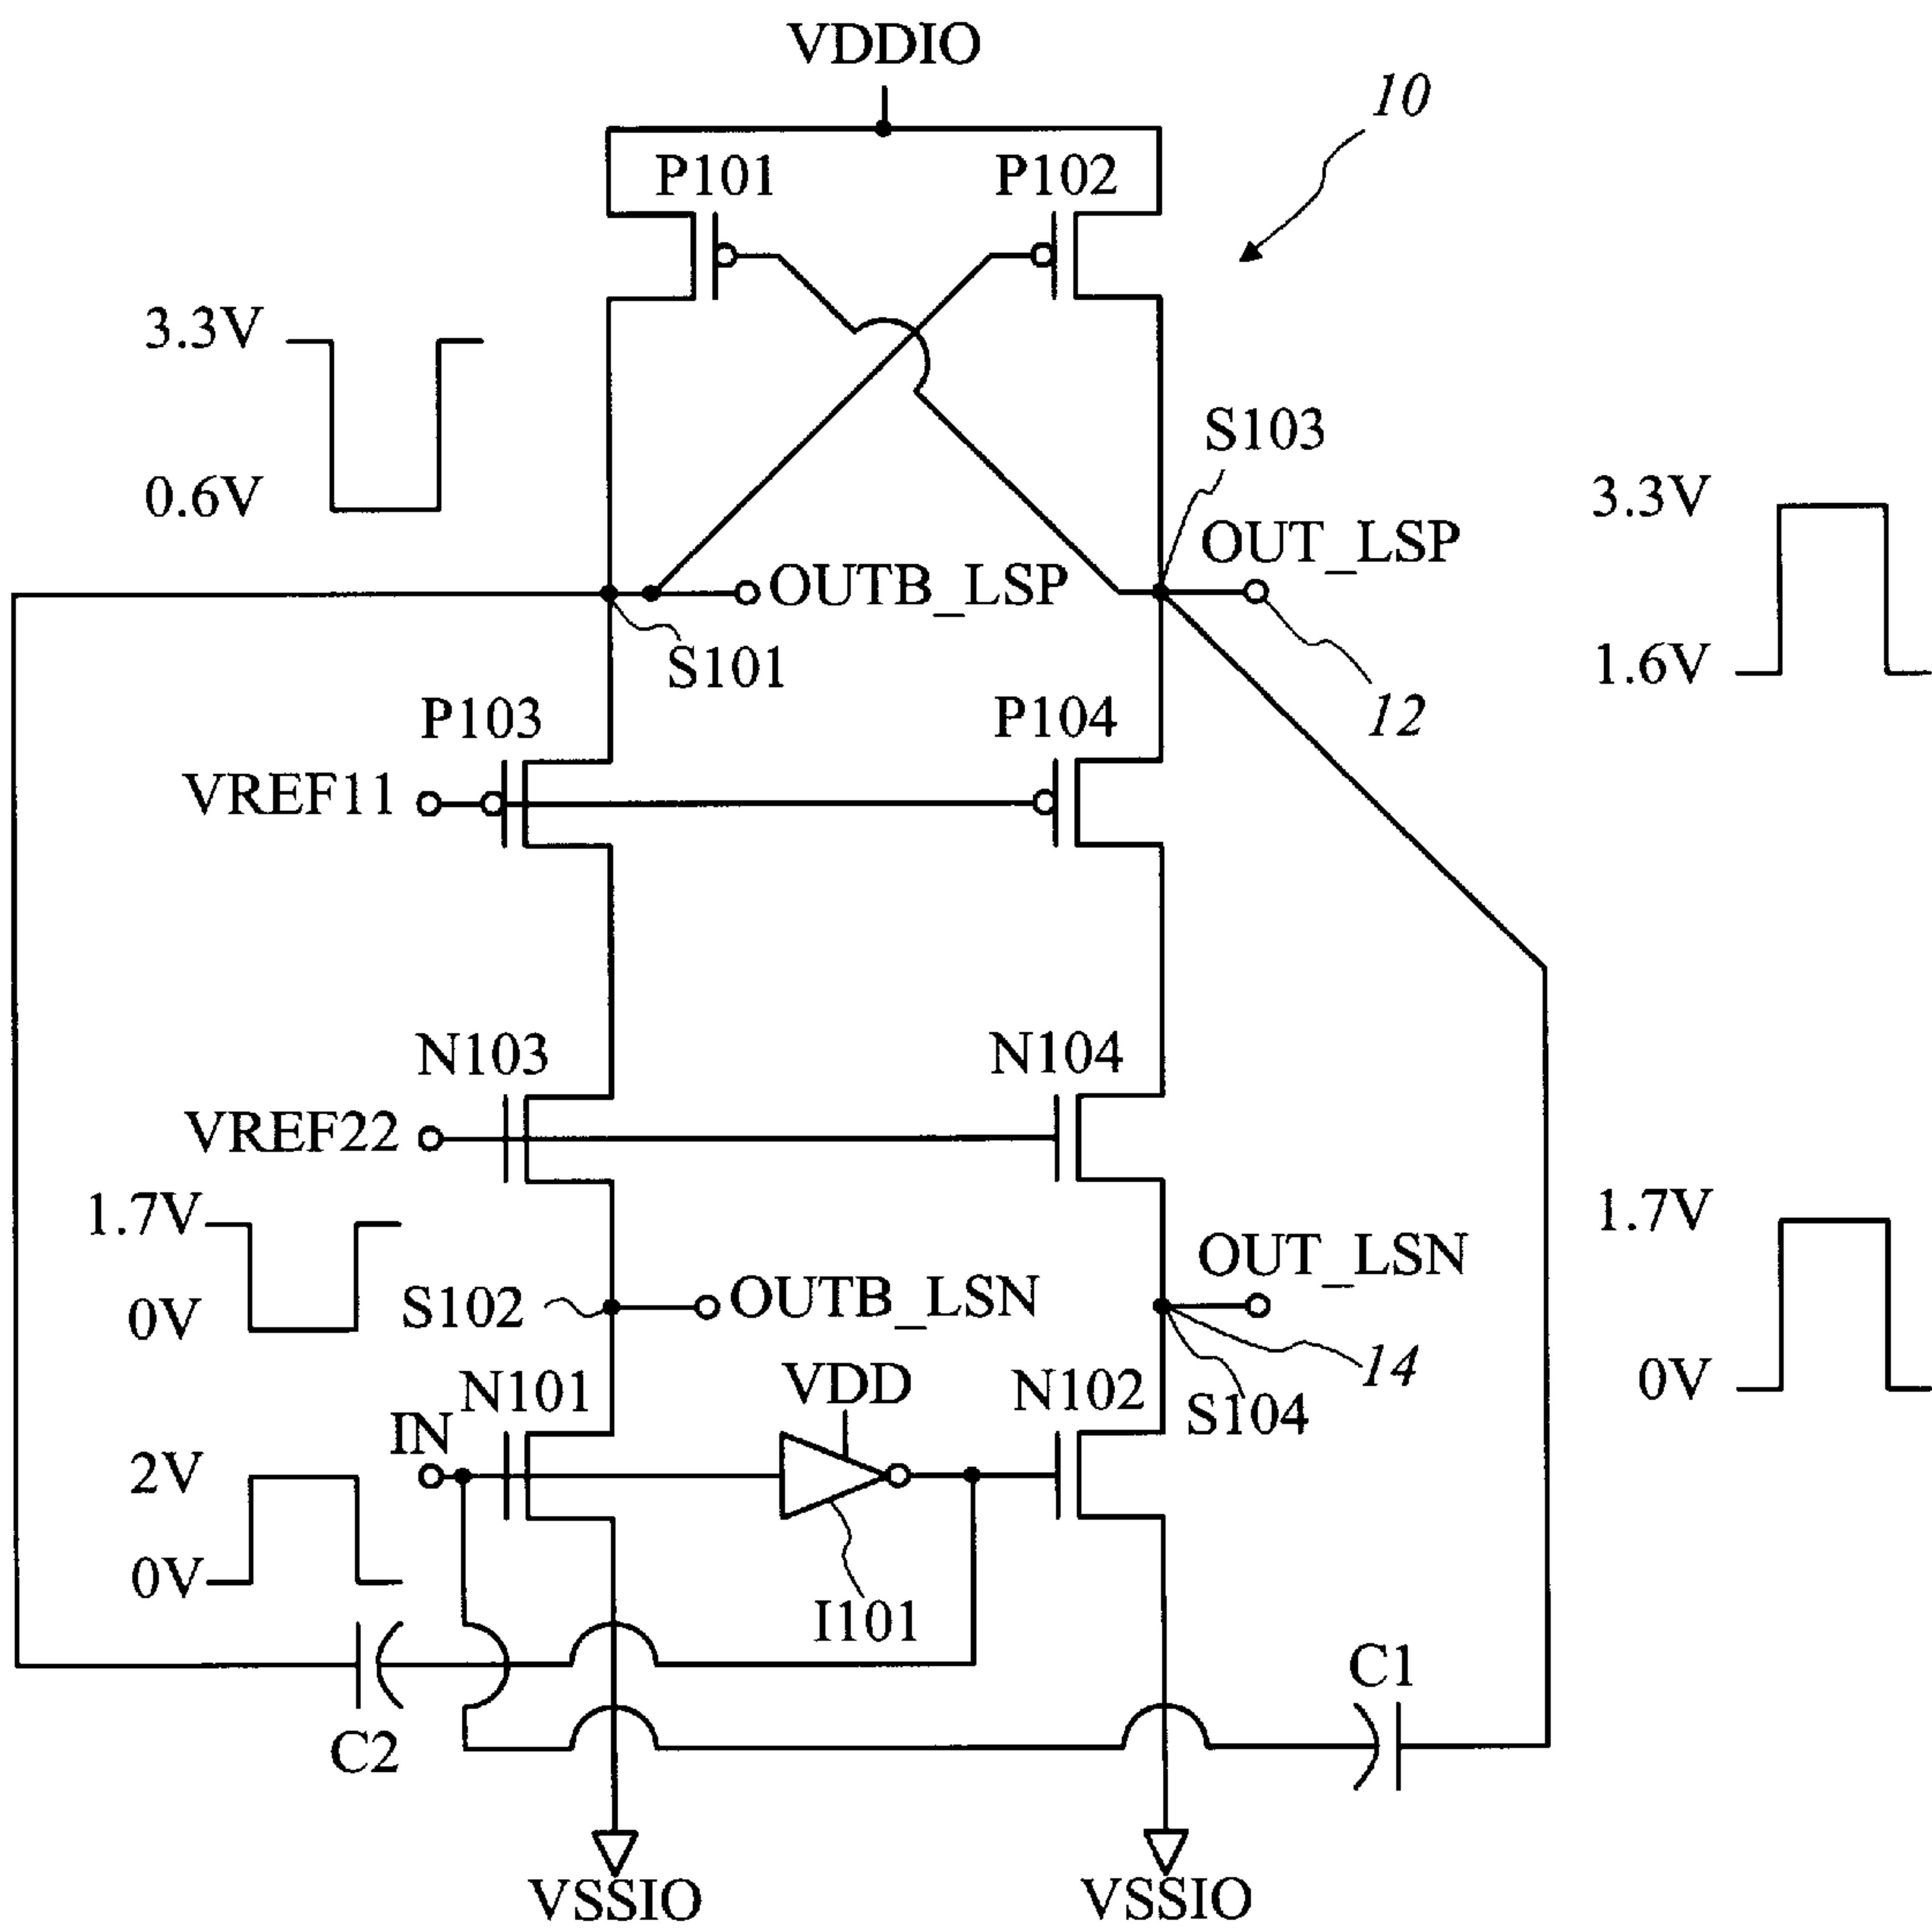 VDDIO
10
P101
P102
3.3V
0.6V
S103
3.3V
OUT_LSP
OUTB_LSP
1.6V
S101
12
P103
P104
VREF11
N103
N104
VREF22
1.7V
1.7V
OUT_LSN
S102
OUTB_LSN
0V
VDD
14
N101
N102
0V
S104
IN
2V
0V
I101
C1
C2
VSSIO
VSSIO